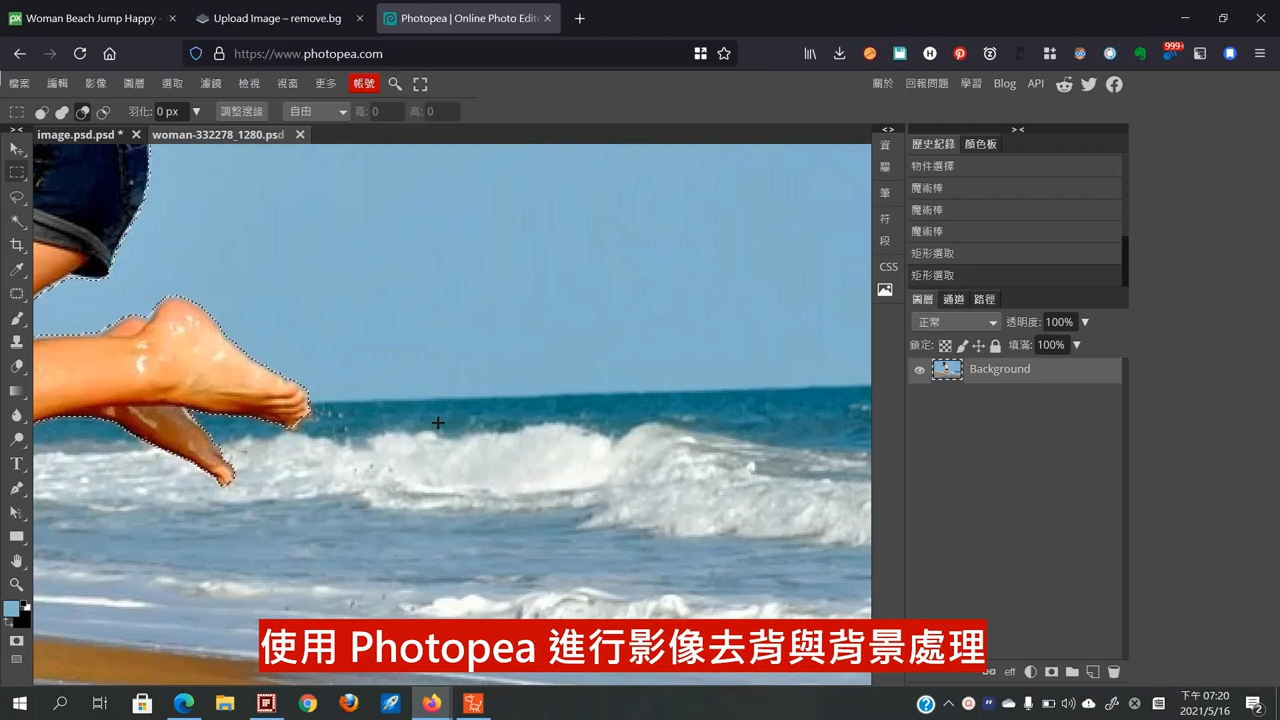 Woman Beach Jump Happy -
Upload Image – remove.bg
Photopea | Online Photo Edito
https://www.photopea.com
999+
檔案 編輯 影像 圖層 選取 濾鏡 檢視 視窗 更多 帳號
關於 回報問題 學習 Blog API
羽化: 0 px 調整邊緣 自由 寬: 0 高: 0
image.psd.psd *
woman-332278_1280.psd
資
屬
筆
符
段
CSS
歷史紀錄 顏色板
物件選擇
魔術棒
魔術棒
魔術棒
矩形選取
矩形選取
圖層 通道 路徑
正常 透明度: 100%
鎖定: 填滿: 100%
Background
eff
使用 Photopea 進行影像去背與背景處理
下午 07:20
2021/5/16
2